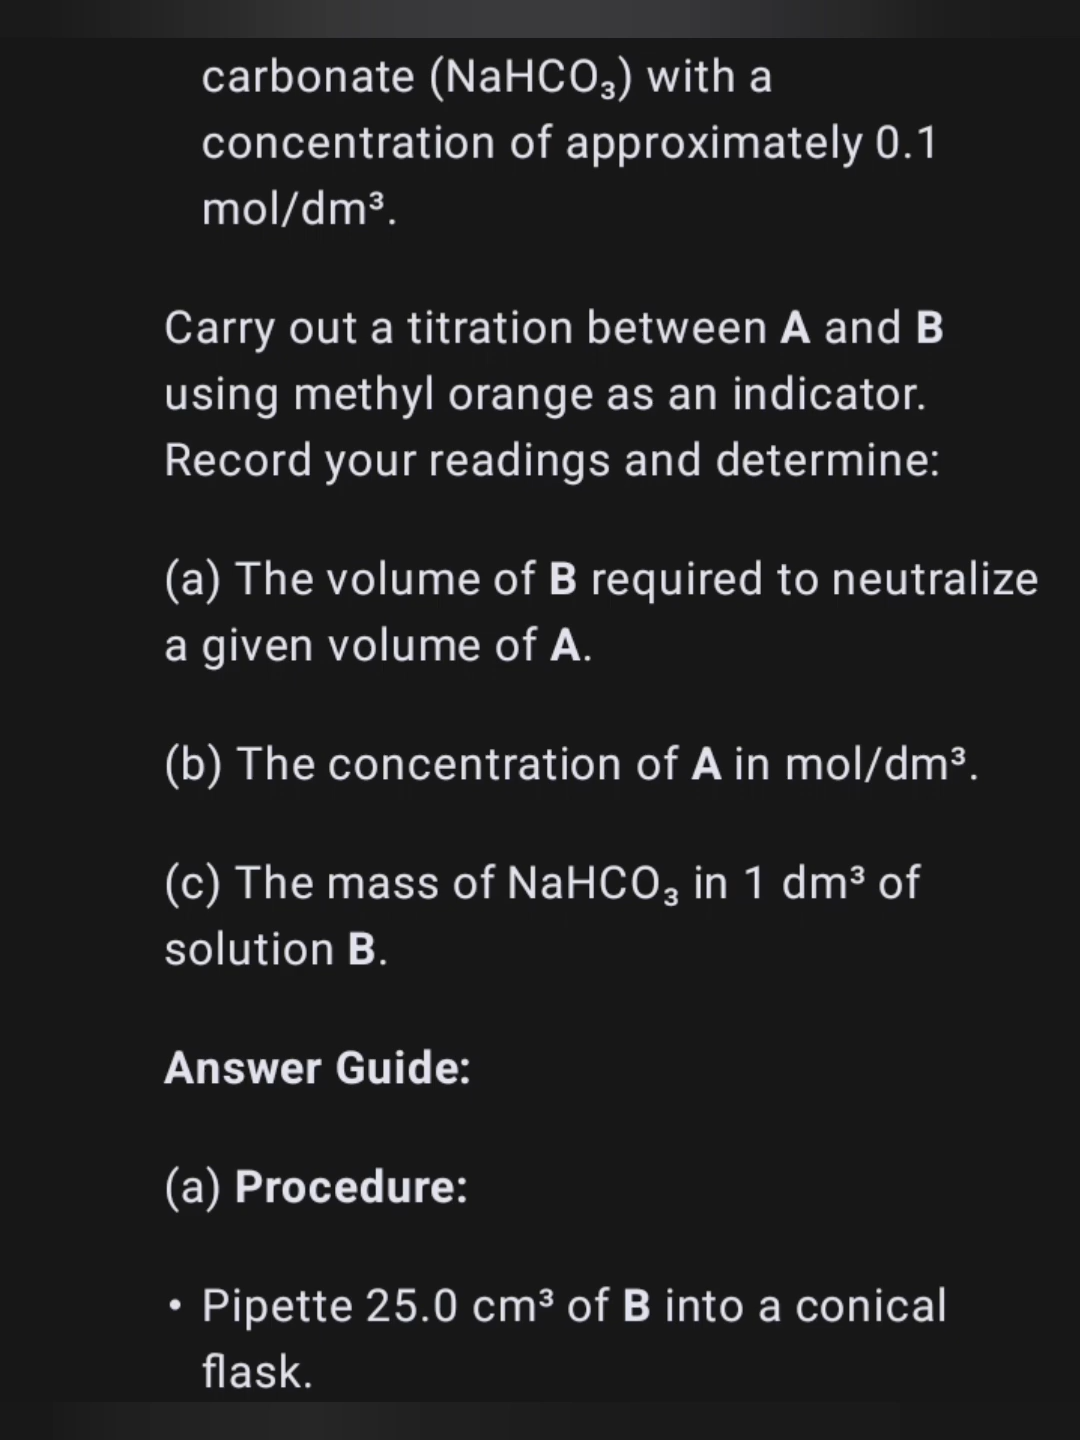 carbonate (NaHCO₃) with a
concentration of approximately 0.1
mol/dm³.
Carry out a titration between A and B
using methyl orange as an indicator.
Record your readings and determine:
(a) The volume of B required to neutralize
a given volume of A.
(b) The concentration of A in mol/dm³.
(c) The mass of NaHCO₃ in 1 dm³ of
solution B.
Answer Guide:
(a) Procedure:
• Pipette 25.0 cm³ of B into a conical
flask.